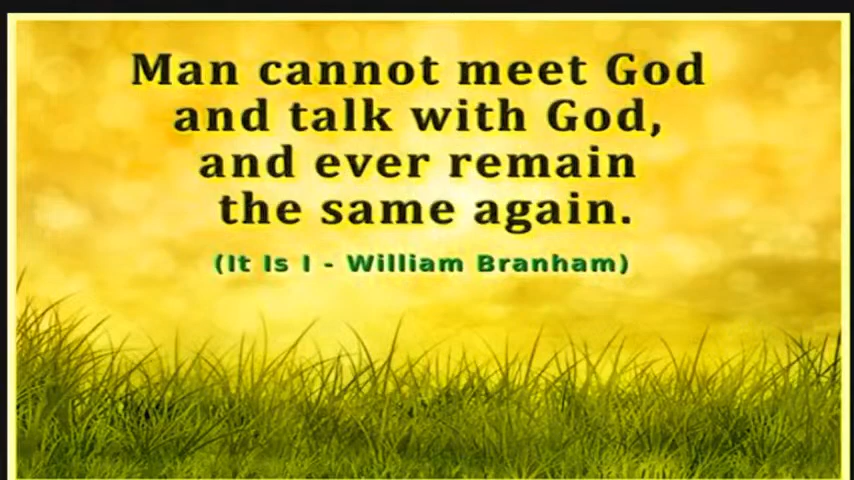 Man cannot meet God
and talk with God,
and ever remain
the same again.
(It Is I - William Branham)